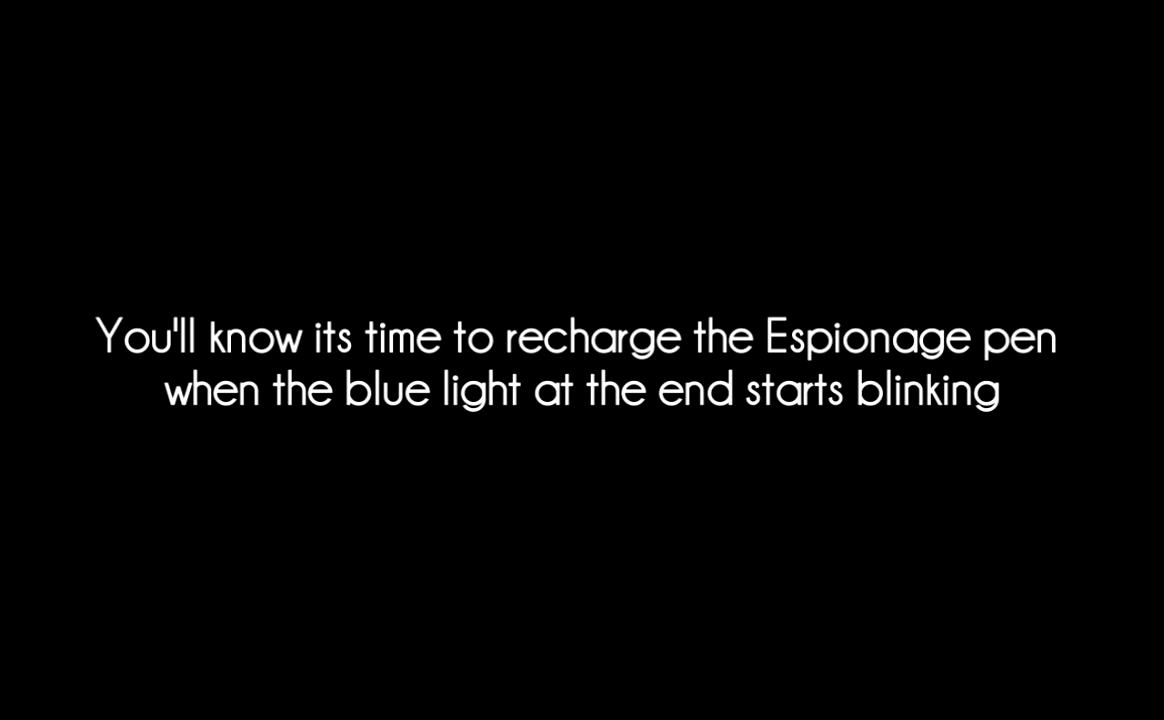 You'll know its time to recharge the Espionage pen
when the blue light at the end starts blinking